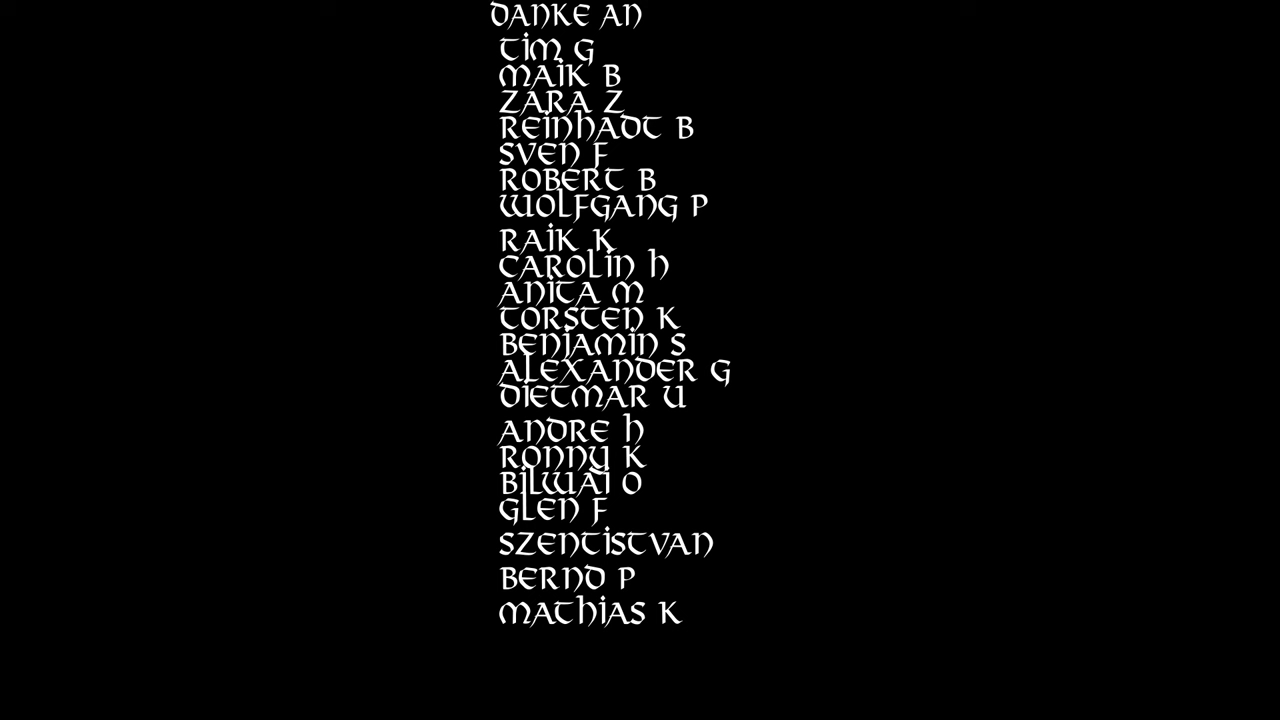 DANKE AN
TIM G
MAIK B
ZARA Z
REINHADT B
SVEN F
ROBERT B
WOLFGANG P
RAIK K
CAROLIN H
ANITA M
TORSTEN K
BENJAMIN S
ALEXANDER G
DIETMAR U
ANDRE H
RONNY K
BILWAI O
GLEN F
SZENTISTVAN
BERND P
MATHIAS K